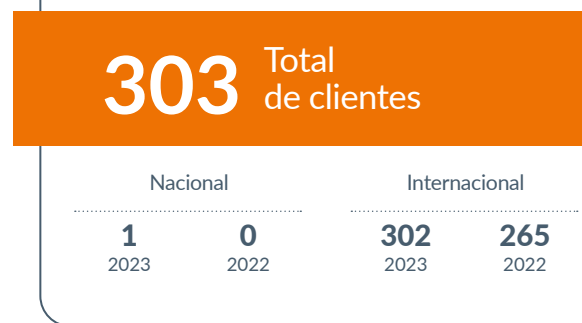 303 Total
de clientes
Nacional Internacional
1 0 302 265
2023 2022 2023 2022